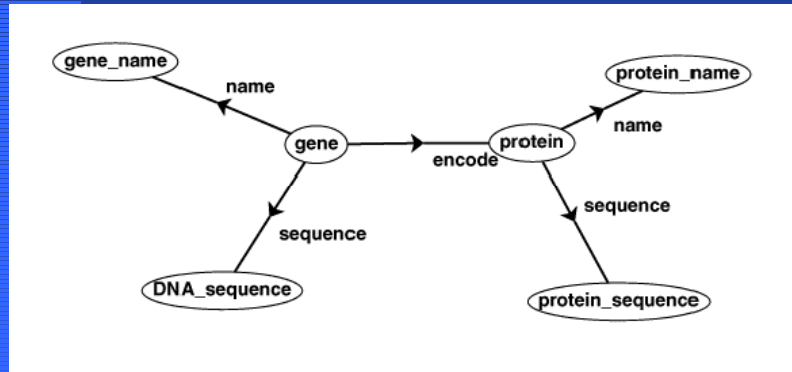 gene_name
protein_name
name
name
gene
protein
encode
sequence
sequence
DNA_sequence
protein_sequence